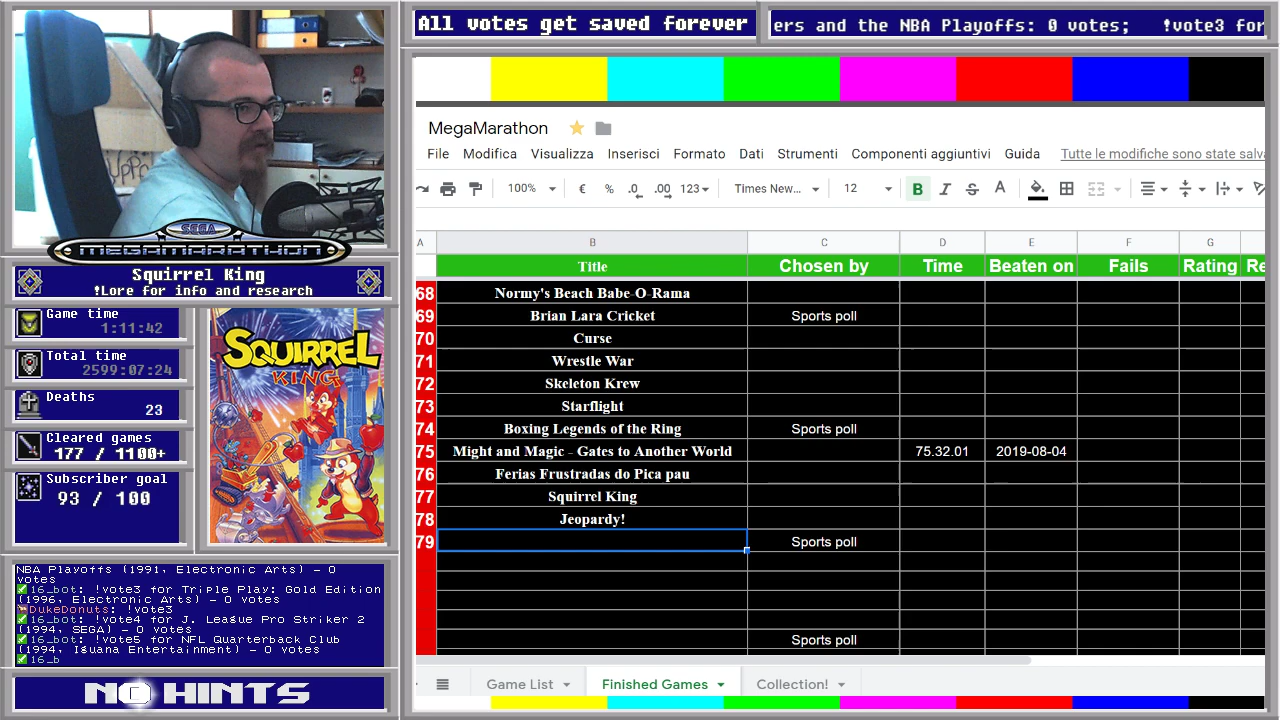 All votes get saved forever
ers and the NBA Playoffs: 0 votes;    !vote3 for
MegaMarathon
File Modifica Visualizza Inserisci Formato Dati Strumenti Componenti aggiuntivi Guida Tutte le modifiche sono state salv
100% € % .0 .00 123 Times New... 12 B I S A
A B C D E F G
Title Chosen by Time Beaten on Fails Rating Re
68 Normy's Beach Babe-O-Rama
69 Brian Lara Cricket Sports poll
70 Curse
71 Wrestle War
72 Skeleton Krew
73 Starflight
74 Boxing Legends of the Ring Sports poll
75 Might and Magic - Gates to Another World 75.32.01 2019-08-04
76 Ferias Frustradas do Pica pau
77 Squirrel King
78 Jeopardy!
79 Sports poll
Sports poll
Game List Finished Games Collection!
SEGA
MEGAMARATHON
Squirrel King
!Lore for info and research
Game time
1:11:42
Total time
2599:07:24
Deaths
23
Cleared games
177 / 1100+
Subscriber goal
93 / 100
SQUIRREL
KING
NBA Playoffs (1991, Electronic Arts) – 0
votes
16_bot: !vote3 for Triple Play: Gold Edition
(1996, Electronic Arts) – 0 votes
DukeDonuts: !vote3
16_bot: !vote4 for J. League Pro Striker 2
(1994, SEGA) – 0 votes
16_bot: !vote5 for NFL Quarterback Club
(1994, Iguana Entertainment) – 0 votes
16_b
NO HINTS